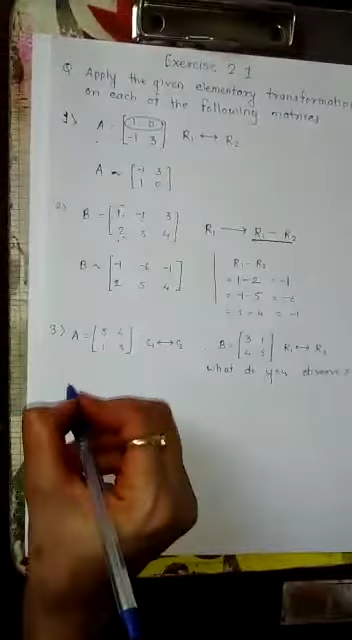 Exercise 2 1
Q Apply the given elementary transformation
on each of the following matrices
1) A = [1 0
-1 3] R₁ ↔ R₂
A ~ [-1 3
1 0]
2) B = [1 -1 3
2 5 4] R₁ → R₁ - R₂
B ~ [-1 -6 -1
2 5 4]
R₁ - R₂
= 1-2 = -1
= -1-5 = -6
= 3-4 = -1
3.) A = [5 4
1 3] C₁ ↔ C₂ B = [3 1
4 5] R₁ ↔ R₂
what do you observe?